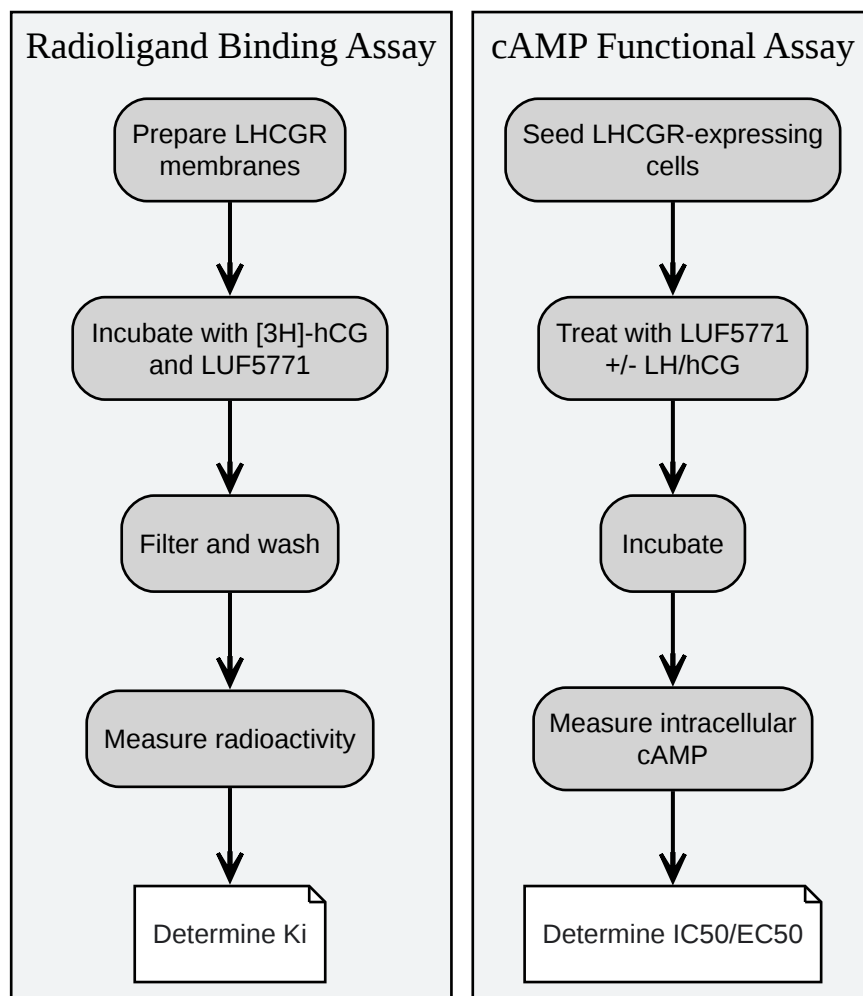 Radioligand Binding Assay
Prepare LHCGR
membranes
Incubate with [3H]-hCG
and LUF5771
Filter and wash
Measure radioactivity
Determine Ki
cAMP Functional Assay
Seed LHCGR-expressing
cells
Treat with LUF5771
+/- LH/hCG
Incubate
Measure intracellular
cAMP
Determine IC50/EC50